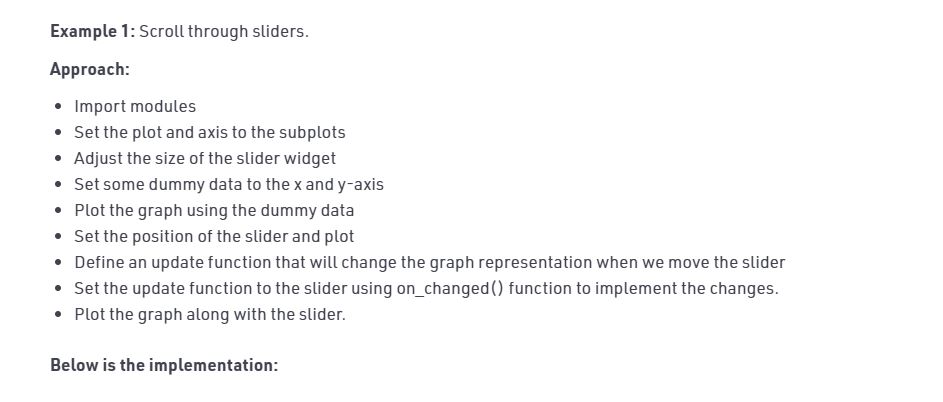 Example 1: Scroll through sliders.
Approach:
• Import modules
• Set the plot and axis to the subplots
• Adjust the size of the slider widget
• Set some dummy data to the x and y-axis
• Plot the graph using the dummy data
• Set the position of the slider and plot
• Define an update function that will change the graph representation when we move the slider
• Set the update function to the slider using on_changed() function to implement the changes.
• Plot the graph along with the slider.
Below is the implementation: